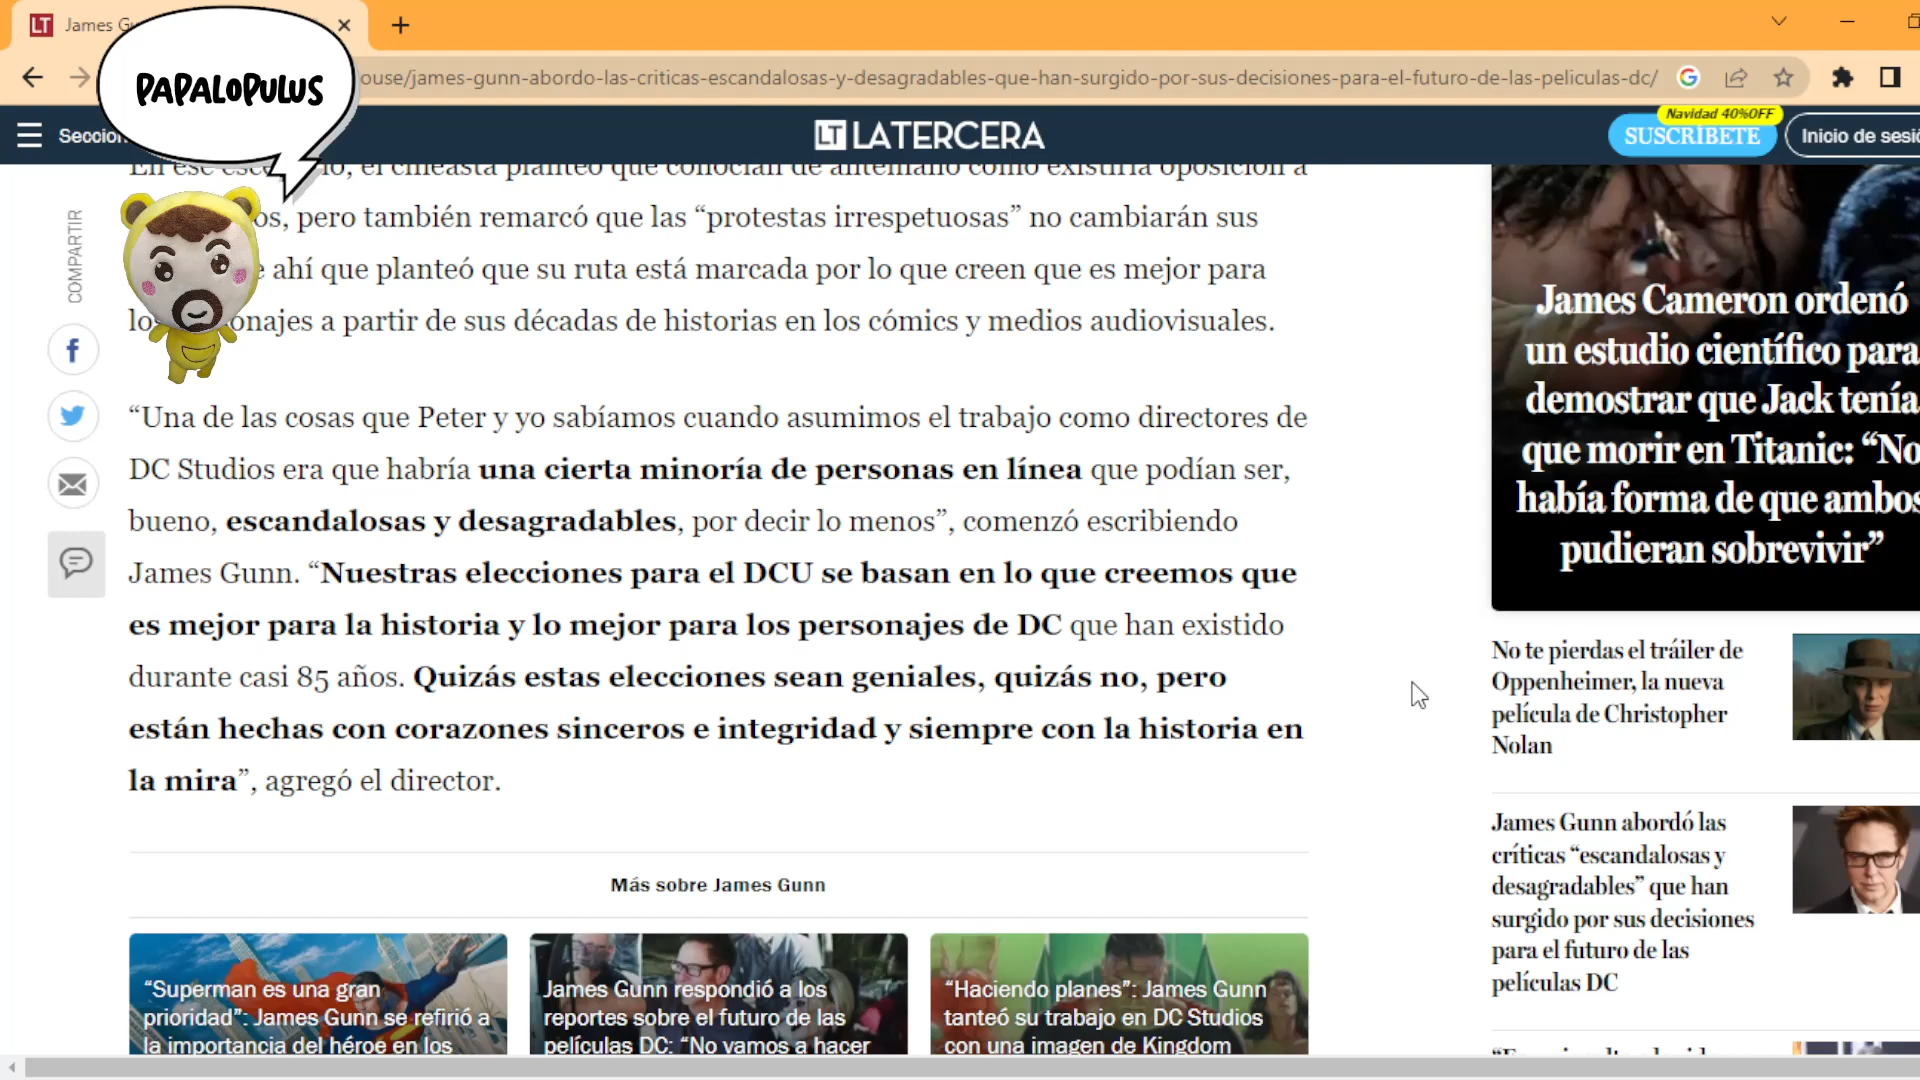 LT James Gu
PAPALOPULUS
ouse/james-gunn-abordo-las-criticas-escandalosas-y-desagradables-que-han-surgido-por-sus-decisiones-para-el-futuro-de-las-peliculas-dc/
Navidad 40%OFF
Seccion
LT LATERCERA
SUSCRÍBETE
Inicio de sesió
COMPARTIR
En ese el cineasta planteó que conocían de antemano cómo existiría oposición a
os, pero también remarcó que las “protestas irrespetuosas” no cambiarán sus
e ahí que planteó que su ruta está marcada por lo que creen que es mejor para
los onajes a partir de sus décadas de historias en los cómics y medios audiovisuales.
“Una de las cosas que Peter y yo sabíamos cuando asumimos el trabajo como directores de
DC Studios era que habría una cierta minoría de personas en línea que podían ser,
bueno, escandalosas y desagradables, por decir lo menos”, comenzó escribiendo
James Gunn. “Nuestras elecciones para el DCU se basan en lo que creemos que
es mejor para la historia y lo mejor para los personajes de DC que han existido
durante casi 85 años. Quizás estas elecciones sean geniales, quizás no, pero
están hechas con corazones sinceros e integridad y siempre con la historia en
la mira”, agregó el director.
Más sobre James Gunn
“Superman es una gran
prioridad”: James Gunn se refirió a
la importancia del héroe en los
James Gunn respondió a los
reportes sobre el futuro de las
películas DC: “No vamos a hacer
“Haciendo planes”: James Gunn
tanteó su trabajo en DC Studios
con una imagen de Kingdom
James Cameron ordenó
un estudio científico para
demostrar que Jack tenía
que morir en Titanic: “No
había forma de que ambos
pudieran sobrevivir”
No te pierdas el tráiler de
Oppenheimer, la nueva
película de Christopher
Nolan
James Gunn abordó las
críticas “escandalosas y
desagradables” que han
surgido por sus decisiones
para el futuro de las
películas DC